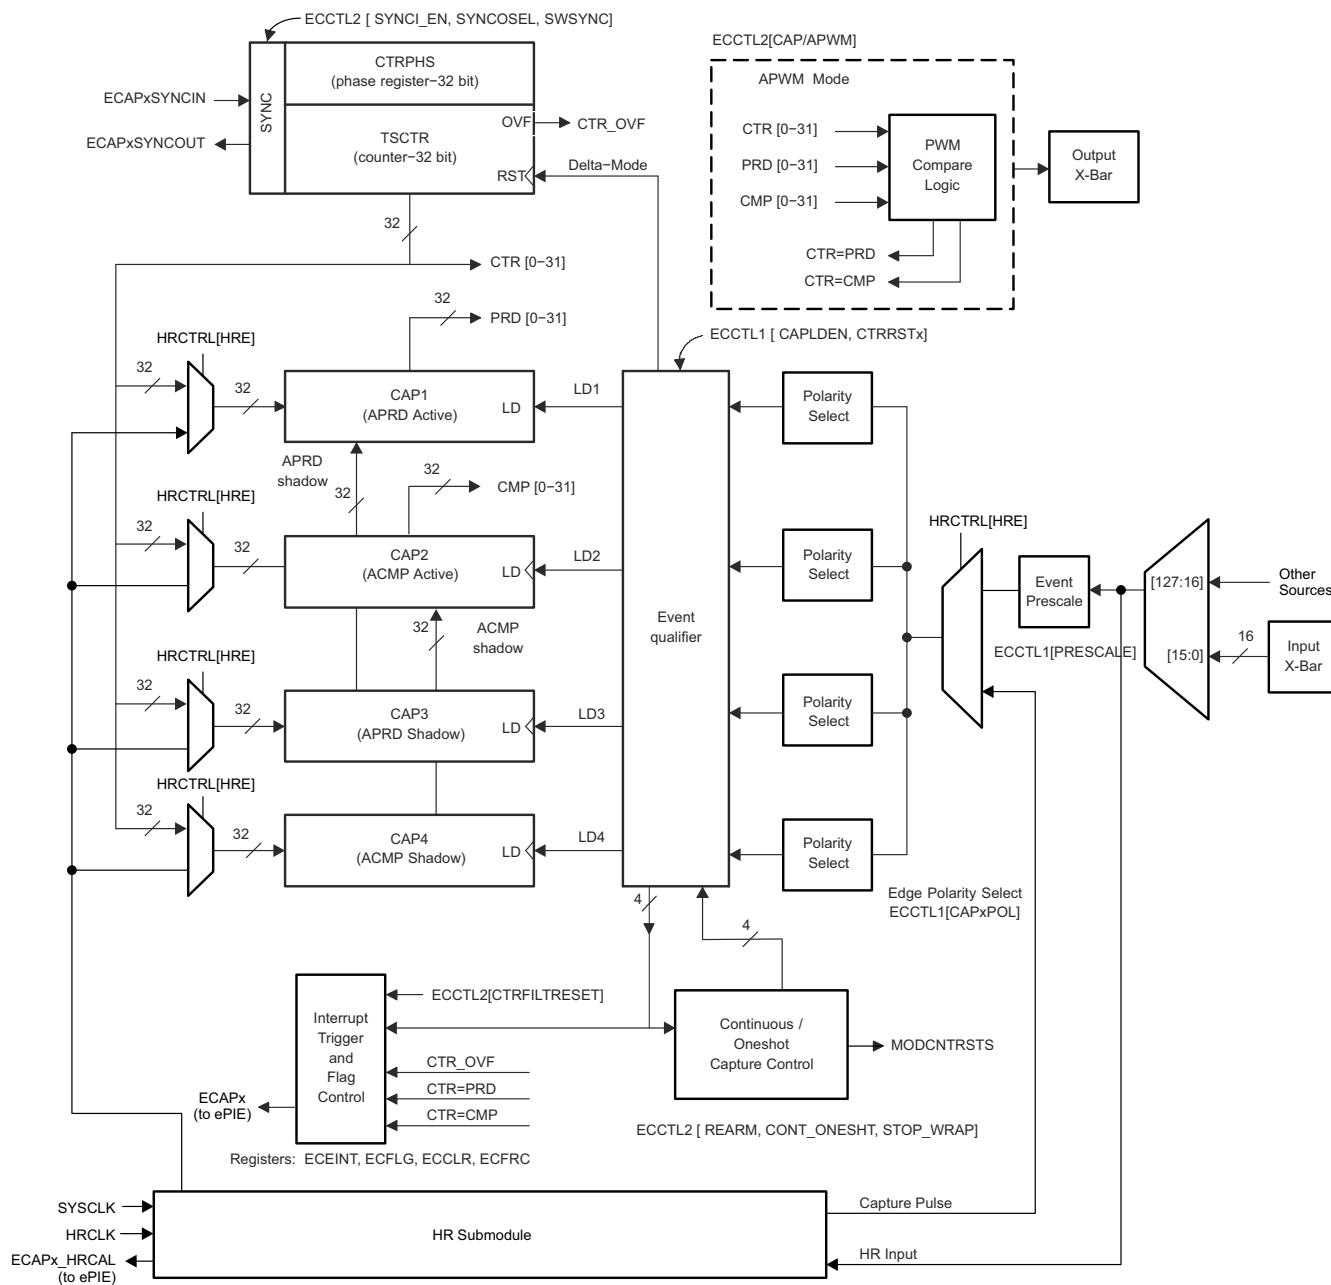 ECCTL2 [ SYNCI_EN, SYNCOSEL, SWSYNC]
CTRPHS
(phase register−32 bit)
SYNC
ECAPxSYNCIN
ECAPxSYNCOUT
TSCTR
(counter−32 bit)
OVF
CTR_OVF
RST
Delta−Mode
32
CTR [0−31]
ECCTL2[CAP/APWM]
APWM Mode
CTR [0−31]
PRD [0−31]
CMP [0−31]
PWM
Compare
Logic
CTR=PRD
CTR=CMP
Output
X-Bar
32
PRD [0−31]
ECCTL1 [ CAPLDEN, CTRRSTx]
HRCTRL[HRE]
32
32
CAP1
(APRD Active)
LD
LD1
Polarity
Select
APRD
shadow
32
32
CMP [0−31]
HRCTRL[HRE]
32
32
CAP2
(ACMP Active)
LD
LD2
Polarity
Select
Event
qualifier
32
ACMP
shadow
HRCTRL[HRE]
Event
Prescale
ECCTL1[PRESCALE]
[127:16]
[15:0]
Other
Sources
16
Input
X-Bar
HRCTRL[HRE]
32
32
CAP3
(APRD Shadow)
LD
LD3
Polarity
Select
HRCTRL[HRE]
32
32
CAP4
(ACMP Shadow)
LD
LD4
Polarity
Select
Edge Polarity Select
ECCTL1[CAPxPOL]
4
4
Interrupt
Trigger
and
Flag
Control
ECCTL2[CTRFILTRESET]
CTR_OVF
CTR=PRD
CTR=CMP
ECAPx
(to ePIE)
Continuous /
Oneshot
Capture Control
MODCNTRSTS
ECCTL2 [ REARM, CONT_ONESHT, STOP_WRAP]
Registers: ECEINT, ECFLG, ECCLR, ECFRC
SYSCLK
HRCLK
ECAPx_HRCAL
(to ePIE)
HR Submodule
Capture Pulse
HR Input